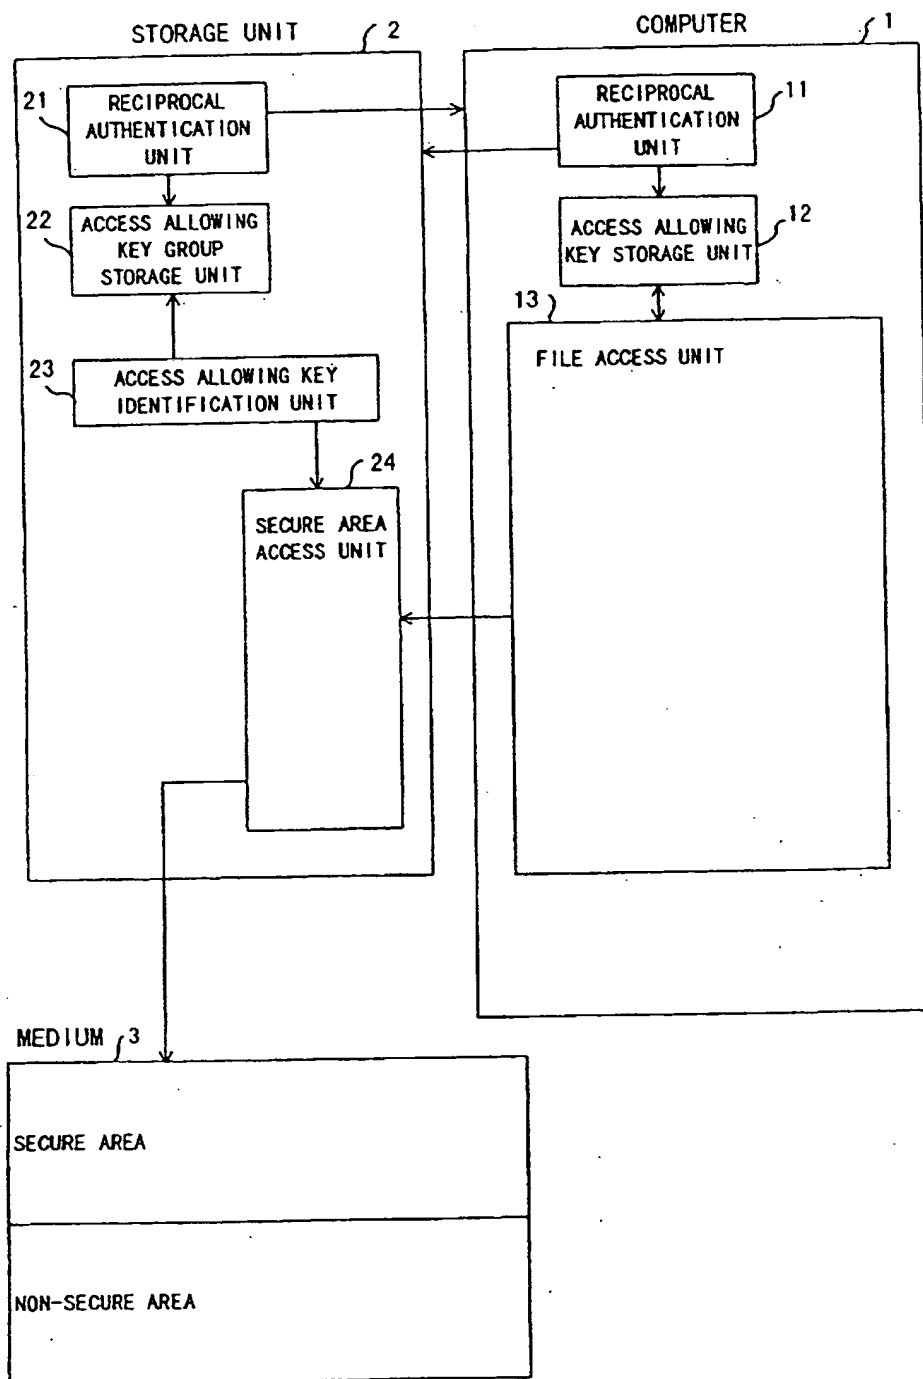 STORAGE UNIT 2
COMPUTER 1
21
RECIPROCAL
AUTHENTICATION
UNIT
22
ACCESS ALLOWING
KEY GROUP
STORAGE UNIT
23
ACCESS ALLOWING KEY
IDENTIFICATION UNIT
24
SECURE AREA
ACCESS UNIT
11
RECIPROCAL
AUTHENTICATION
UNIT
12
ACCESS ALLOWING
KEY STORAGE UNIT
13
FILE ACCESS UNIT
MEDIUM 3
SECURE AREA
NON-SECURE AREA